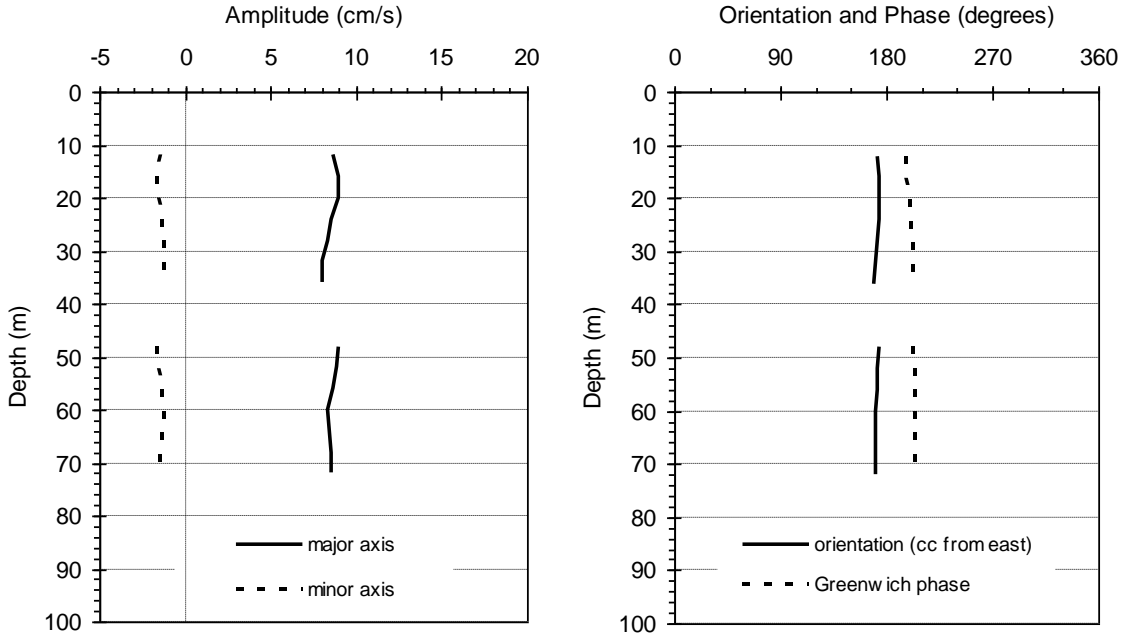 Amplitude (cm/s)
-5 0 5 10 15 20
0
10
20
30
40
50
60
70
80
90
100
Depth (m)
major axis
minor axis
Orientation and Phase (degrees)
0 90 180 270 360
0
10
20
30
40
50
60
70
80
90
100
Depth (m)
orientation (cc from east)
Greenwich phase